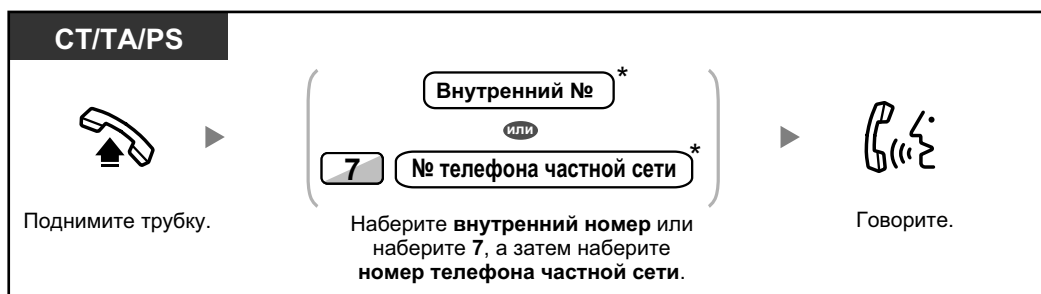 CT/TA/PS
Внутренний № *
или
7 № телефона частной сети *
Поднимите трубку.
Наберите внутренний номер или
наберите 7, а затем наберите
номер телефона частной сети.
Говорите.